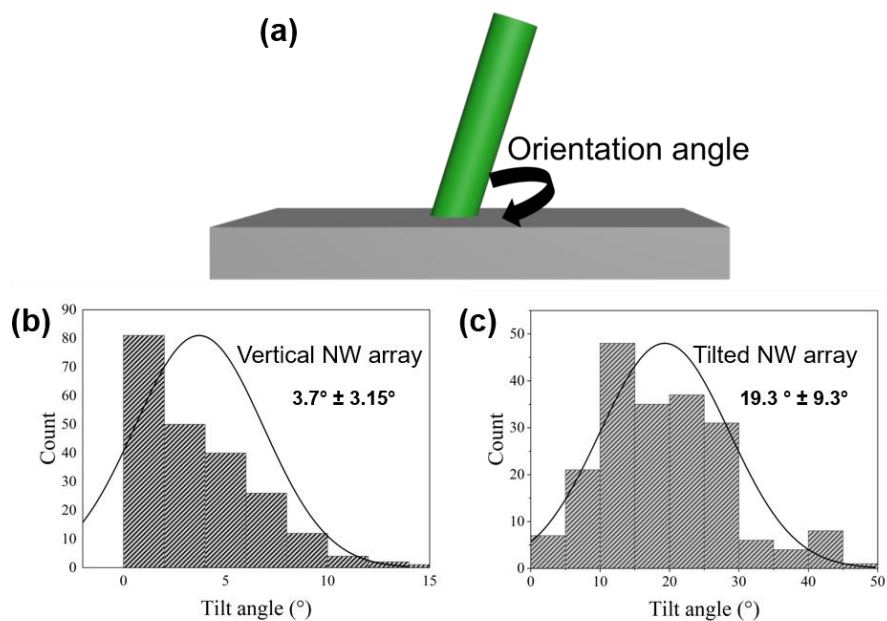 (a)
Orientation angle
(b)
90
80
70
60
50
40
30
20
10
0
Count
Vertical NW array
3.7° ± 3.15°
0
5
10
15
Tilt angle (°)
(c)
50
40
30
20
10
0
Count
Tilted NW array
19.3 ° ± 9.3°
0
10
20
30
40
50
Tilt angle (°)